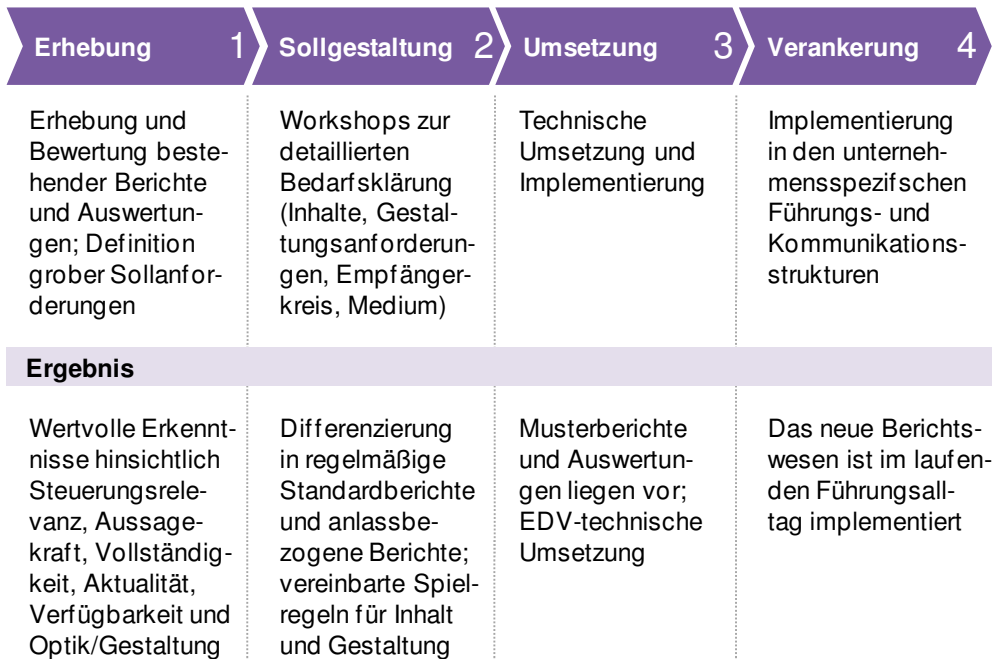 Erhebung 1
Sollgestaltung 2
Umsetzung 3
Verankerung 4
Erhebung und
Bewertung beste-
hender Berichte
und Auswertun-
gen; Definition
grober Sollanfor-
derungen
Workshops zur
detaillierten
Bedarfsklärung
(Inhalte, Gestal-
tungsanforderun-
gen, Empfänger-
kreis, Medium)
Technische
Umsetzung und
Implementierung
Implementierung
in den unterneh-
mensspezifschen
Führungs- und
Kommunikations-
strukturen
Ergebnis
Wertvolle Erkennt-
nisse hinsichtlich
Steuerungsrele-
vanz, Aussage-
kraft, Vollständig-
keit, Aktualität,
Verfügbarkeit und
Optik/Gestaltung
Differenzierung
in regelmäßige
Standardberichte
und anlassbe-
zogene Berichte;
vereinbarte Spiel-
regeln für Inhalt
und Gestaltung
Musterberichte
und Auswertun-
gen liegen vor;
EDV-technische
Umsetzung
Das neue Berichts-
wesen ist im laufen-
den Führungsall-
tag implementiert